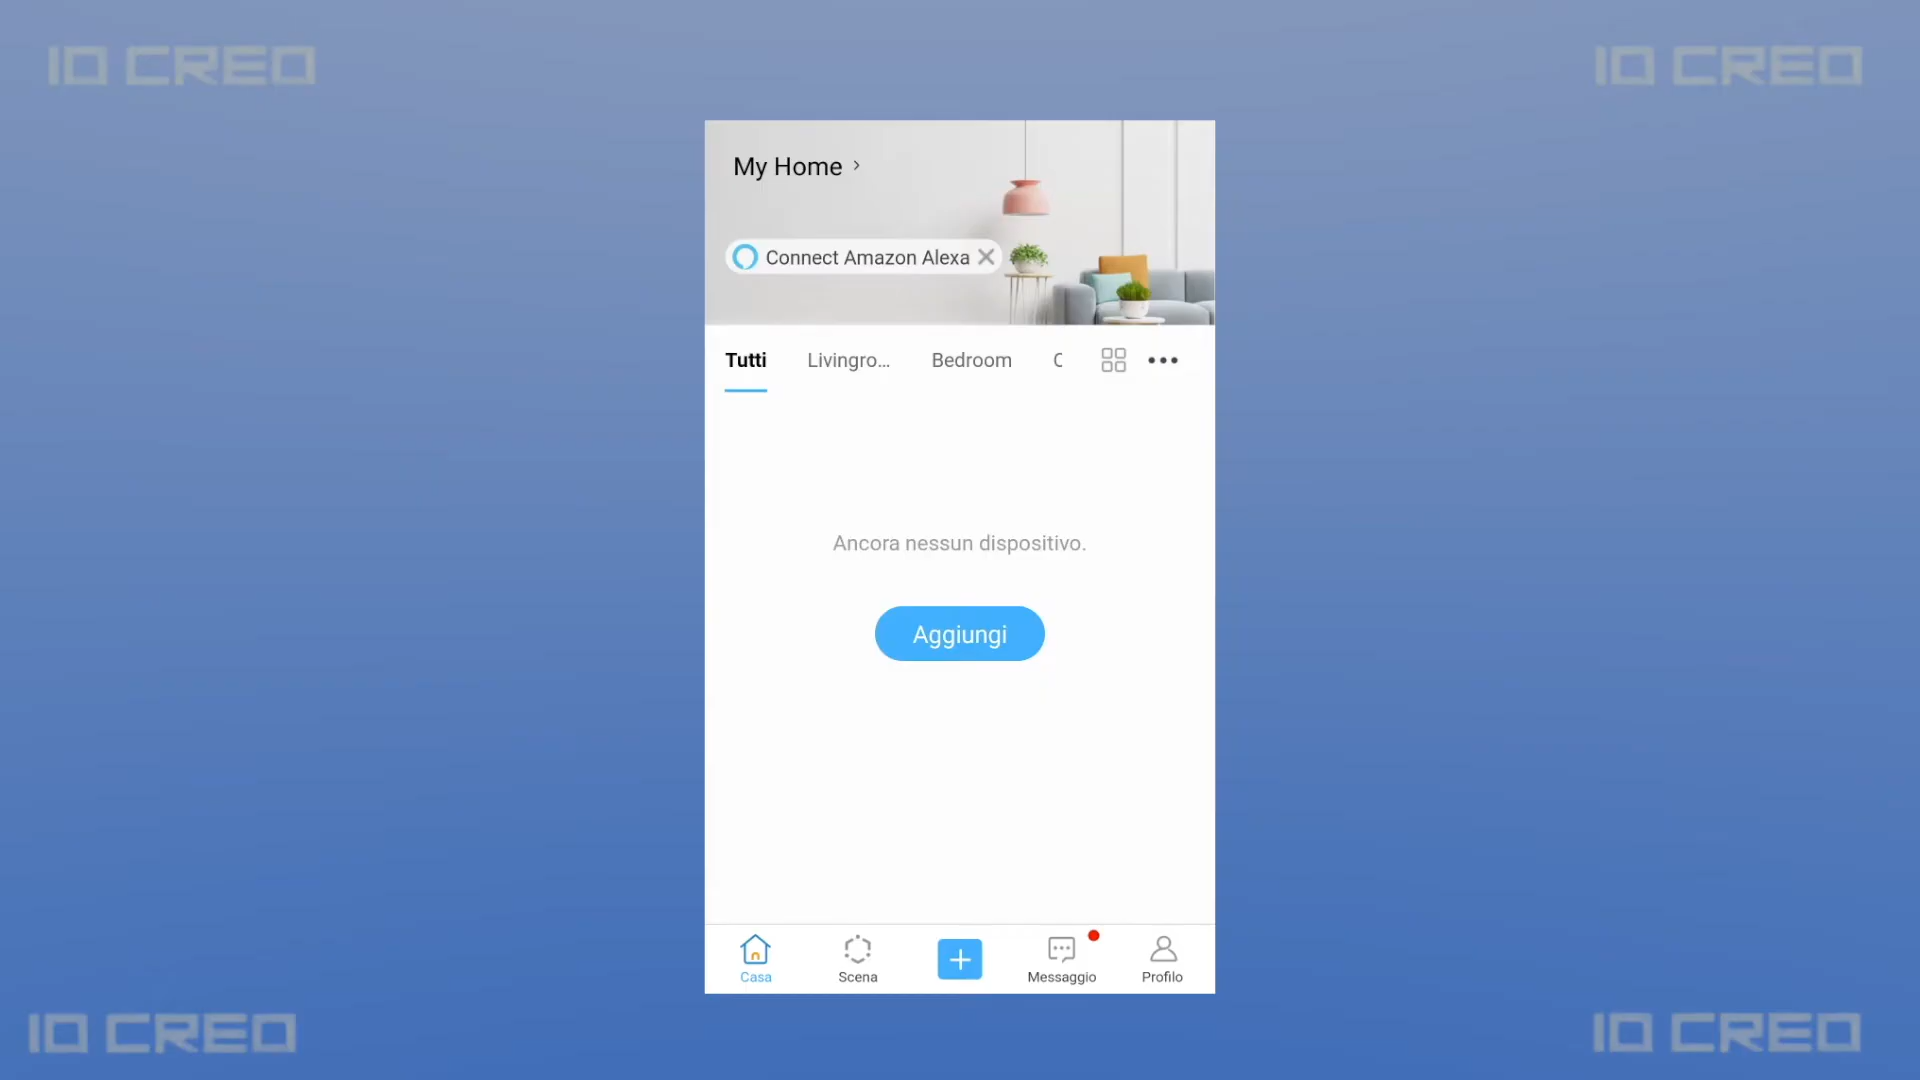 IO CREO
IO CREO
My Home
Connect Amazon Alexa
Tutti
Livingro...
Bedroom
Ancora nessun dispositivo.
Aggiungi
Casa
Scena
Messaggio
Profilo
IO CREO
IO CREO